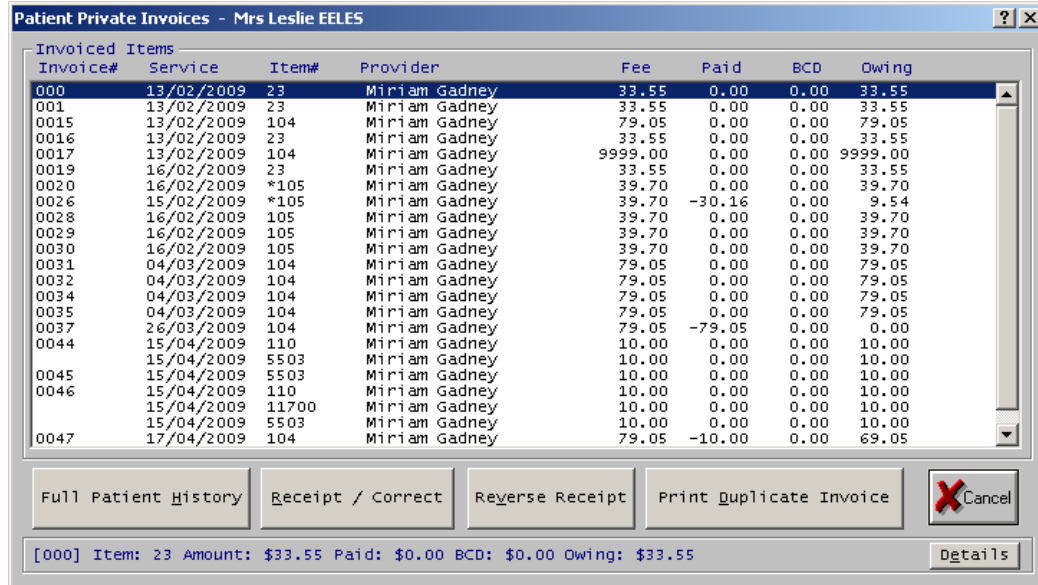 Patient Private Invoices - Mrs Leslie EELES
Invoiced Items
Invoice# Service Item# Provider Fee Paid BCD Owing
000 13/02/2009 23 Miriam Gadney 33.55 0.00 0.00 33.55
001 13/02/2009 23 Miriam Gadney 33.55 0.00 0.00 33.55
0015 13/02/2009 104 Miriam Gadney 79.05 0.00 0.00 79.05
0016 13/02/2009 23 Miriam Gadney 33.55 0.00 0.00 33.55
0017 13/02/2009 104 Miriam Gadney 9999.00 0.00 0.00 9999.00
0019 16/02/2009 23 Miriam Gadney 33.55 0.00 0.00 33.55
0020 16/02/2009 *105 Miriam Gadney 39.70 0.00 0.00 39.70
0026 15/02/2009 *105 Miriam Gadney 39.70 -30.16 0.00 9.54
0028 16/02/2009 105 Miriam Gadney 39.70 0.00 0.00 39.70
0029 16/02/2009 105 Miriam Gadney 39.70 0.00 0.00 39.70
0030 16/02/2009 105 Miriam Gadney 39.70 0.00 0.00 39.70
0031 04/03/2009 104 Miriam Gadney 79.05 0.00 0.00 79.05
0032 04/03/2009 104 Miriam Gadney 79.05 0.00 0.00 79.05
0034 04/03/2009 104 Miriam Gadney 79.05 0.00 0.00 79.05
0035 04/03/2009 104 Miriam Gadney 79.05 0.00 0.00 79.05
0037 26/03/2009 104 Miriam Gadney 79.05 -79.05 0.00 0.00
0044 15/04/2009 110 Miriam Gadney 10.00 0.00 0.00 10.00
15/04/2009 5503 Miriam Gadney 10.00 0.00 0.00 10.00
0045 15/04/2009 5503 Miriam Gadney 10.00 0.00 0.00 10.00
0046 15/04/2009 110 Miriam Gadney 10.00 0.00 0.00 10.00
15/04/2009 11700 Miriam Gadney 10.00 0.00 0.00 10.00
15/04/2009 5503 Miriam Gadney 10.00 0.00 0.00 10.00
0047 17/04/2009 104 Miriam Gadney 79.05 -10.00 0.00 69.05
Full Patient History Receipt / Correct Reverse Receipt Print Duplicate Invoice Cancel
[000] Item: 23 Amount: $33.55 Paid: $0.00 BCD: $0.00 Owing: $33.55 Details